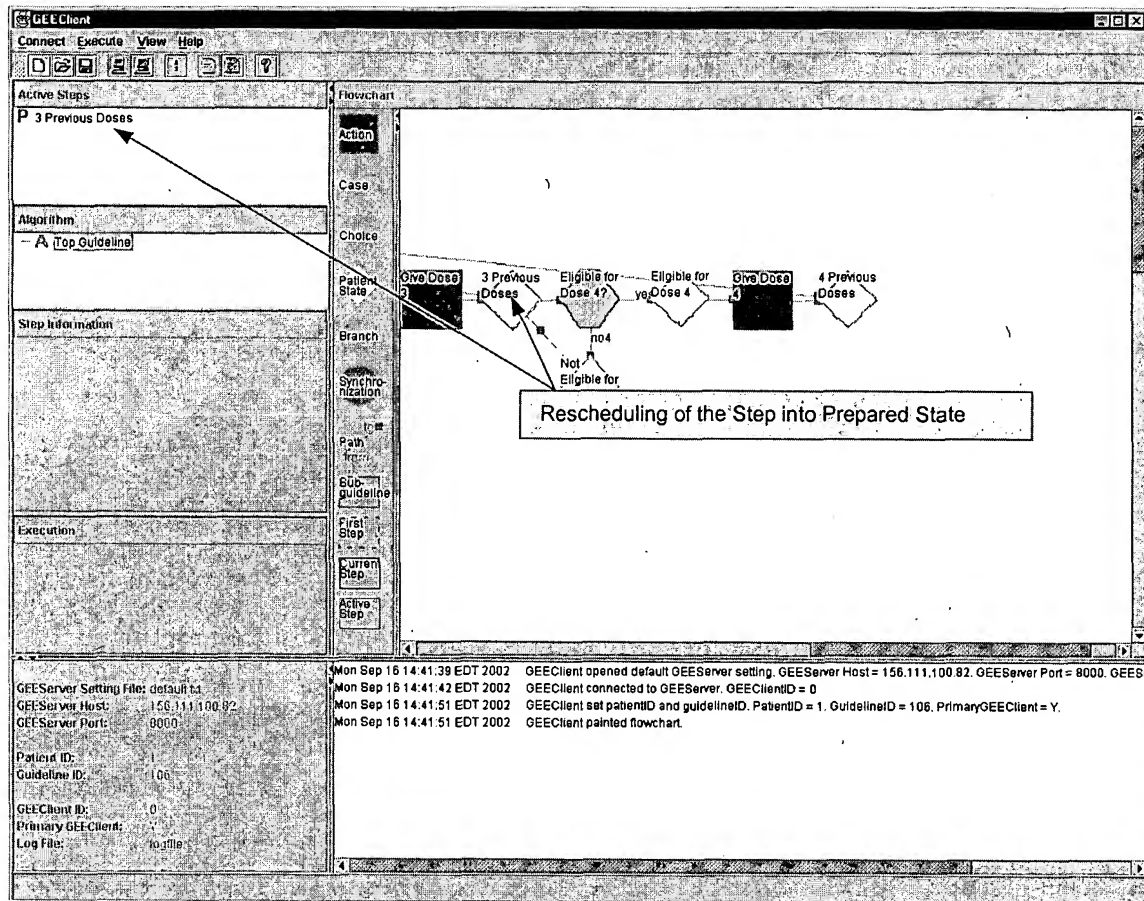 GEEClient
Connect Execute View Help
Active Steps
P 3 Previous Doses
Algorithm
A Top Guideline
Step Information
Execution
Flowchart
Action
Case
Choice
Patient
State
Branch
Synchro-
nization
to
Path
from
Sub-
guideline
First
Step
Current
Step
Active
Step
Give Dose
3
3 Previous
Doses
Eligible for
Dose 4?
yes
Eligible for
Dose 4
Give Dose
4
4 Previous
Doses
no4
Not
Eligible for
Rescheduling of the Step into Prepared State
GEEServer Setting File:
GEEServer Host: 156.111.100.82
GEEServer Port: 8000
Patient ID: 1
Guideline ID: 106
GEEClient ID: 0
Primary GEEClient: Y
Log File: logfile
Mon Sep 16 14:41:39 EDT 2002 GEEClient opened default GEEServer setting. GEEServer Host = 156.111.100.82. GEEServer Port = 8000. GEES
Mon Sep 16 14:41:42 EDT 2002 GEEClient connected to GEEServer. GEEClientID = 0
Mon Sep 16 14:41:51 EDT 2002 GEEClient set patientID and guidelineID. PatientID = 1. GuidelineID = 106. PrimaryGEEClient = Y.
Mon Sep 16 14:41:51 EDT 2002 GEEClient painted flowchart.